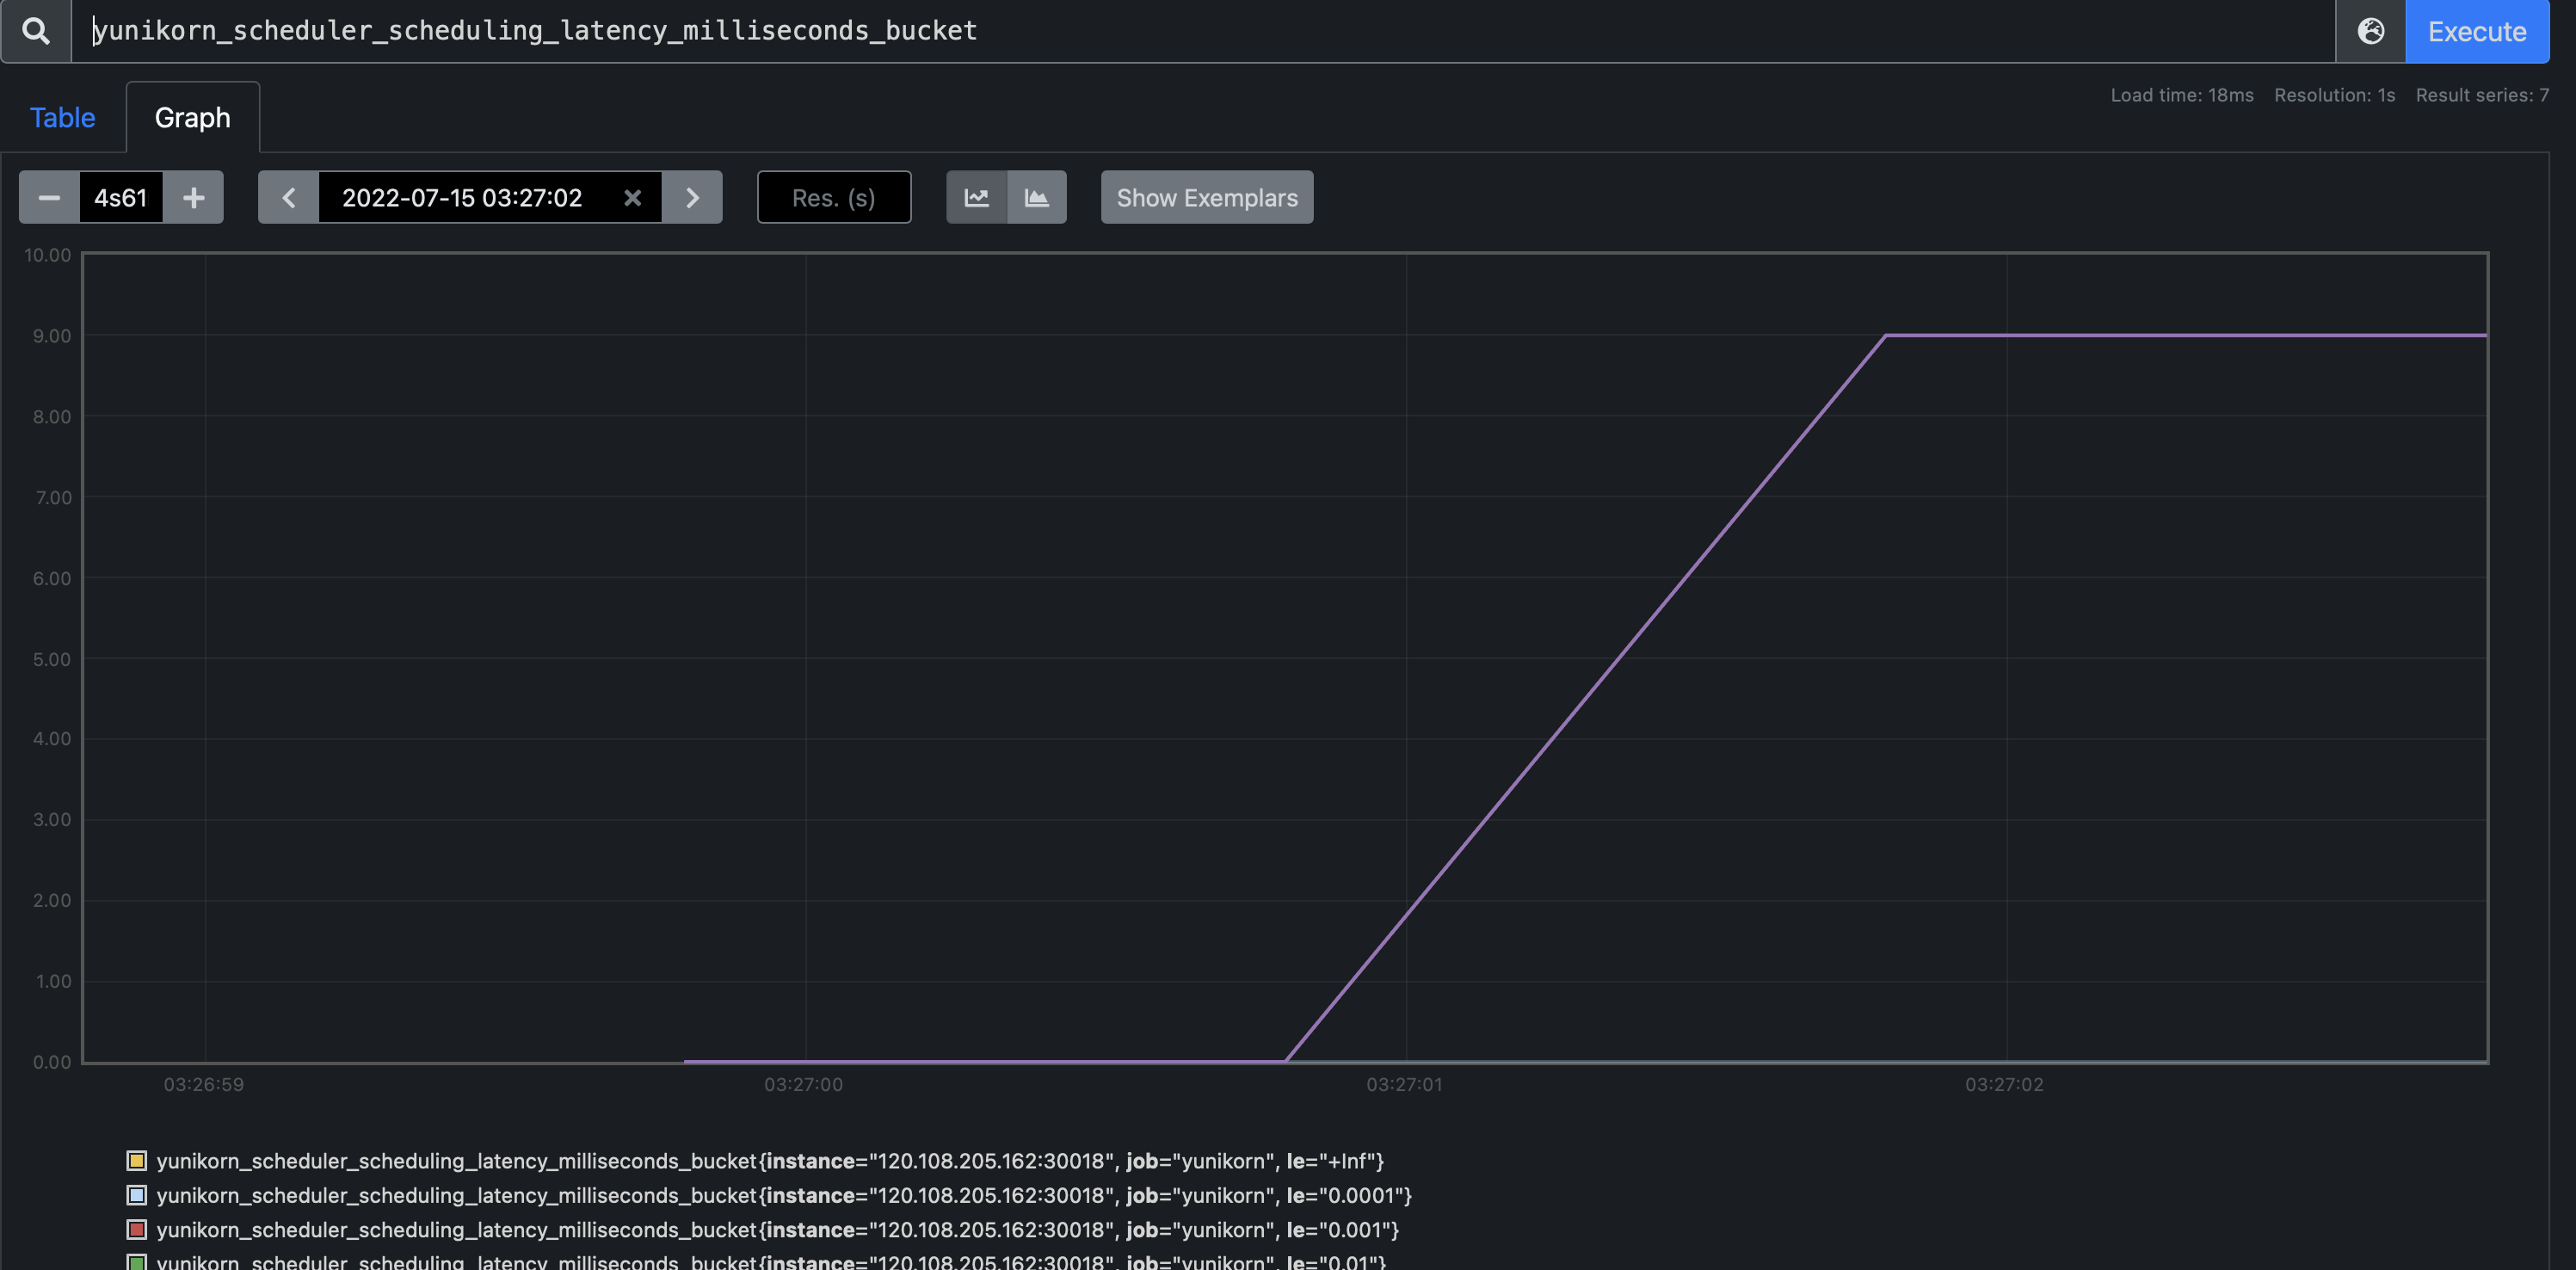 yunikorn_scheduler_scheduling_latency_milliseconds_bucket Execute
Load time: 18ms Resolution: 1s Result series: 7
Table Graph
4s61 2022-07-15 03:27:02 Res. (s) Show Exemplars
10.00
9.00
8.00
7.00
6.00
5.00
4.00
3.00
2.00
1.00
0.00
03:26:59 03:27:00 03:27:01 03:27:02
yunikorn_scheduler_scheduling_latency_milliseconds_bucket{instance="120.108.205.162:30018", job="yunikorn", le="+Inf"}
yunikorn_scheduler_scheduling_latency_milliseconds_bucket{instance="120.108.205.162:30018", job="yunikorn", le="0.0001"}
yunikorn_scheduler_scheduling_latency_milliseconds_bucket{instance="120.108.205.162:30018", job="yunikorn", le="0.001"}
yunikorn_scheduler_scheduling_latency_milliseconds_bucket{instance="120.108.205.162:30018", job="yunikorn", le="0.01"}